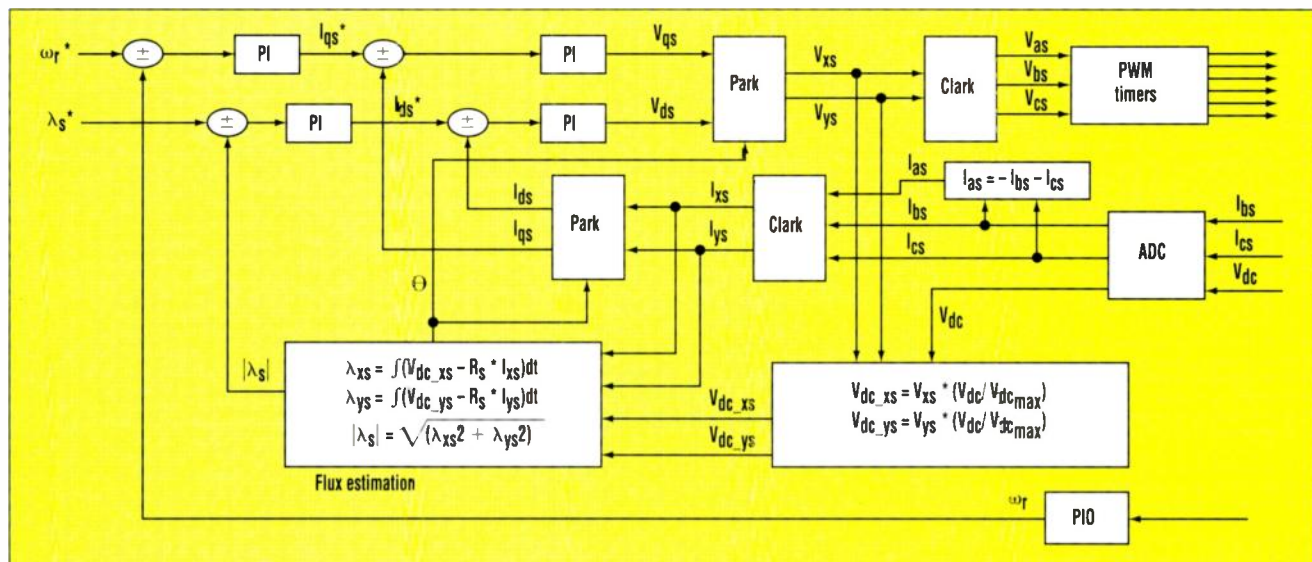 ωr* ± PI Iqs* ± PI Vqs
λs* ± PI Ids* ± PI Vds
Park
Vxs
Vys
Clark
Vas
Vbs
Vcs
PWM
timers
Ids
Iqs
Park
Ixs
Iys
Clark
Ias
Ibs
Ics
Ias = – Ibs – Ics
ADC
Ibs
Ics
Vdc
Vdc
Θ
|λs|
λxs = ∫(Vdc_xs – Rs * Ixs)dt
λys = ∫(Vdc_ys – Rs * Iys)dt
|λs| = √(λxs2 + λys2)
Flux estimation
Vdc_xs
Vdc_ys
Vdc_xs = Vxs * (Vdc/ Vdcmax)
Vdc_ys = Vys * (Vdc/ Vdcmax)
ωr
PIO